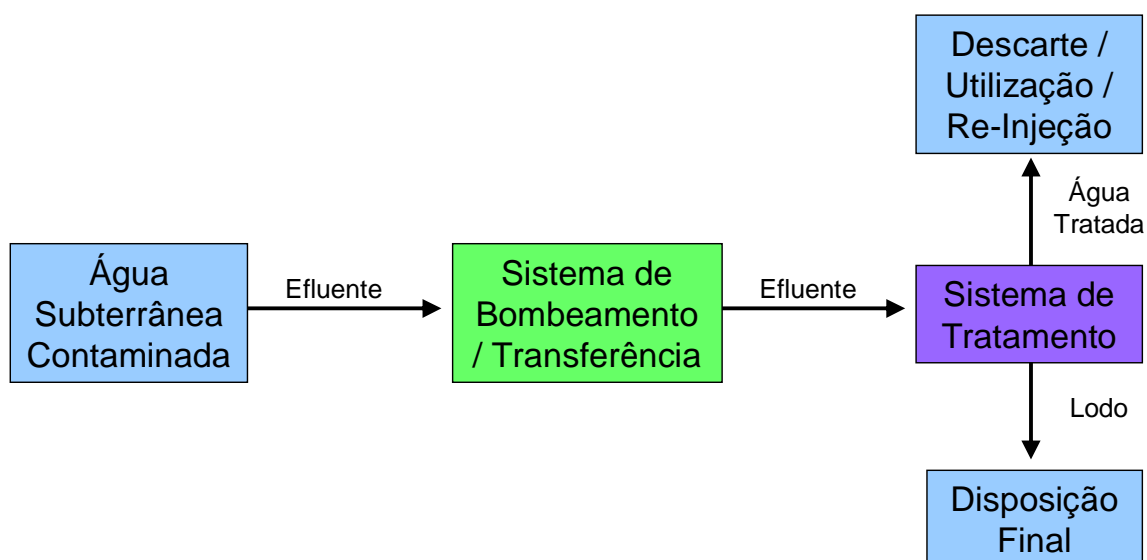 Descarte /
Utilização /
Re-Injeção
Água
Tratada
Água
Subterrânea
Contaminada
Efluente
Sistema de
Bombeamento
/ Transferência
Efluente
Sistema de
Tratamento
Lodo
Disposição
Final